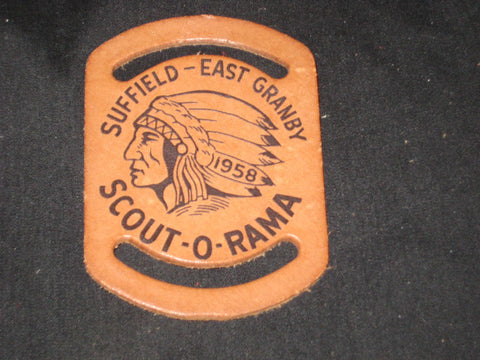 SUFFIELD - EAST GRANBY
1958
SCOUT-O-RAMA